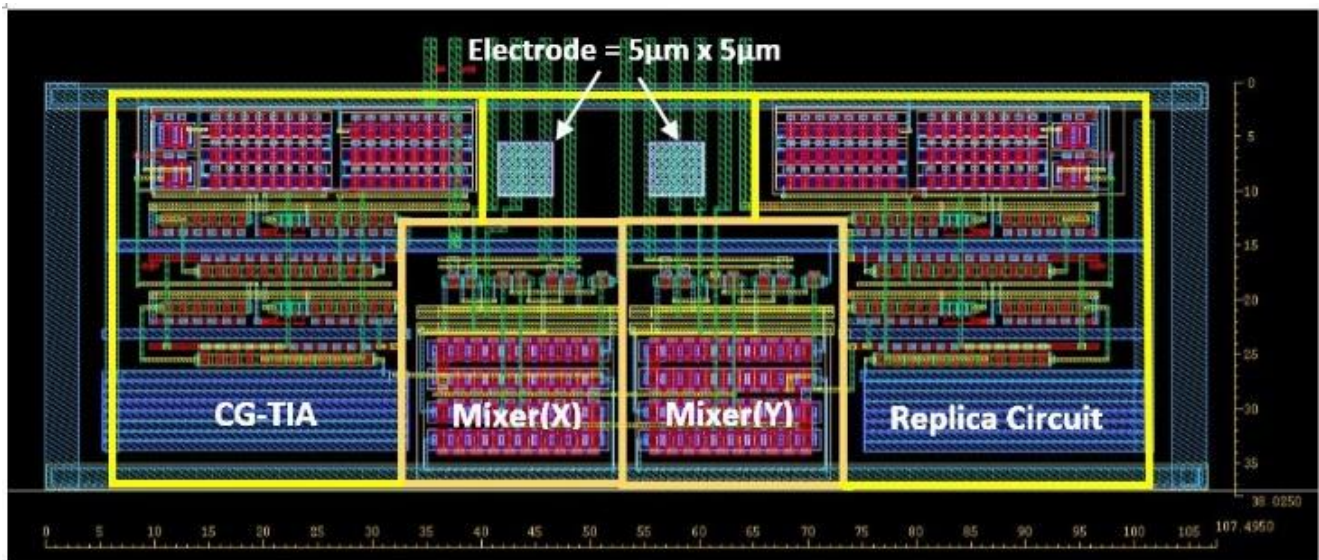 Electrode = 5µm x 5µm
0
5
10
15
20
25
30
35
38.0250
CG-TIA
Mixer(X)
Mixer(Y)
Replica Circuit
0 5 10 15 20 25 30 35 40 45 50 55 60 65 70 75 80 85 90 95 100 105 107.4950